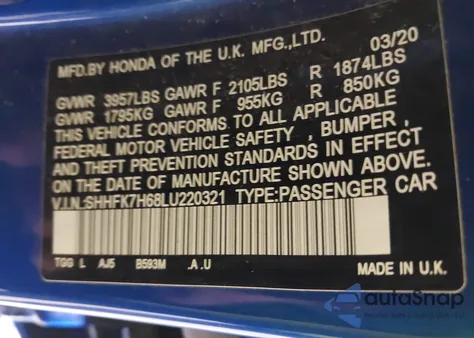 MFD.BY HONDA OF THE U.K. MFG.,LTD. 03/20
GVWR 3957LBS GAWR F 2105LBS R 1874LBS
GVWR 1795KG GAWR F 955KG R 850KG
THIS VEHICLE CONFORMS TO ALL APPLICABLE
FEDERAL MOTOR VEHICLE SAFETY , BUMPER ,
AND THEFT PREVENTION STANDARDS IN EFFECT
ON THE DATE OF MANUFACTURE SHOWN ABOVE.
V.I.N:SHHFK7H68LU220321 TYPE:PASSENGER CAR
TGG L AJ5 B593M .A .U
MADE IN U.K.
autoSnap